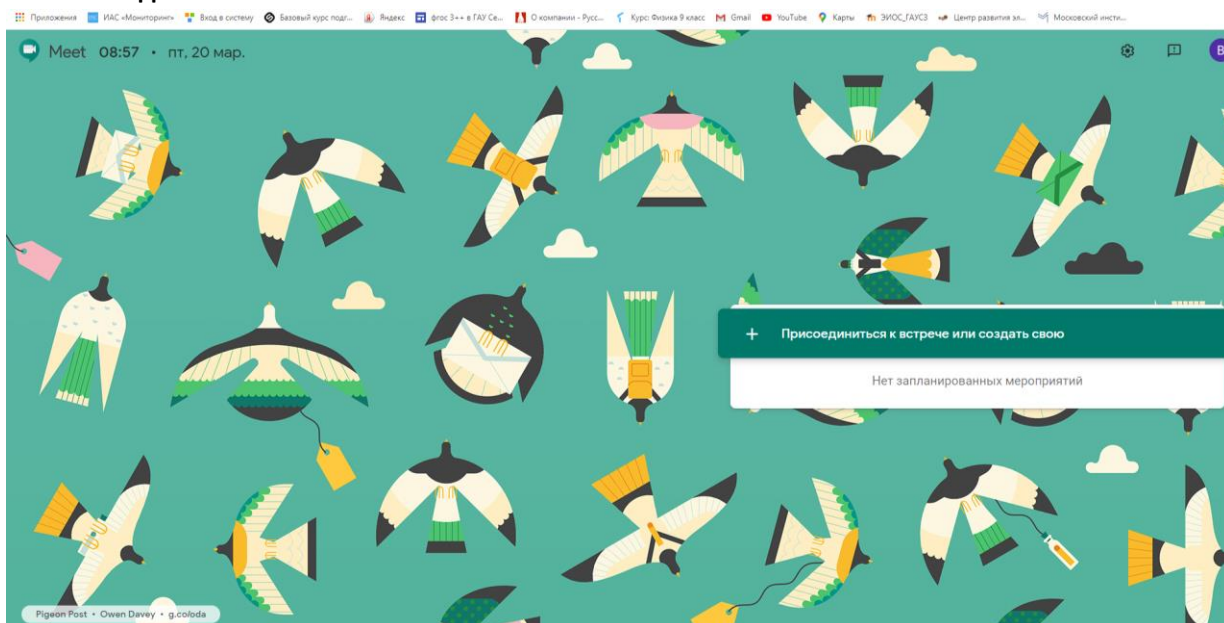 Приложения ИАС «Мониторинг» Вход в систему Базовый курс подг... Яндекс фгос 3++ в ГАУ Се... О компании - Русс... Курс: Физика 9 класс Gmail YouTube Карты ЭИОС_ГАУСЗ Центр развития эл... Московский инсти...
Meet 08:57 • пт, 20 мар.
B
+ Присоединиться к встрече или создать свою
Нет запланированных мероприятий
Pigeon Post • Owen Davey • g.co/oda